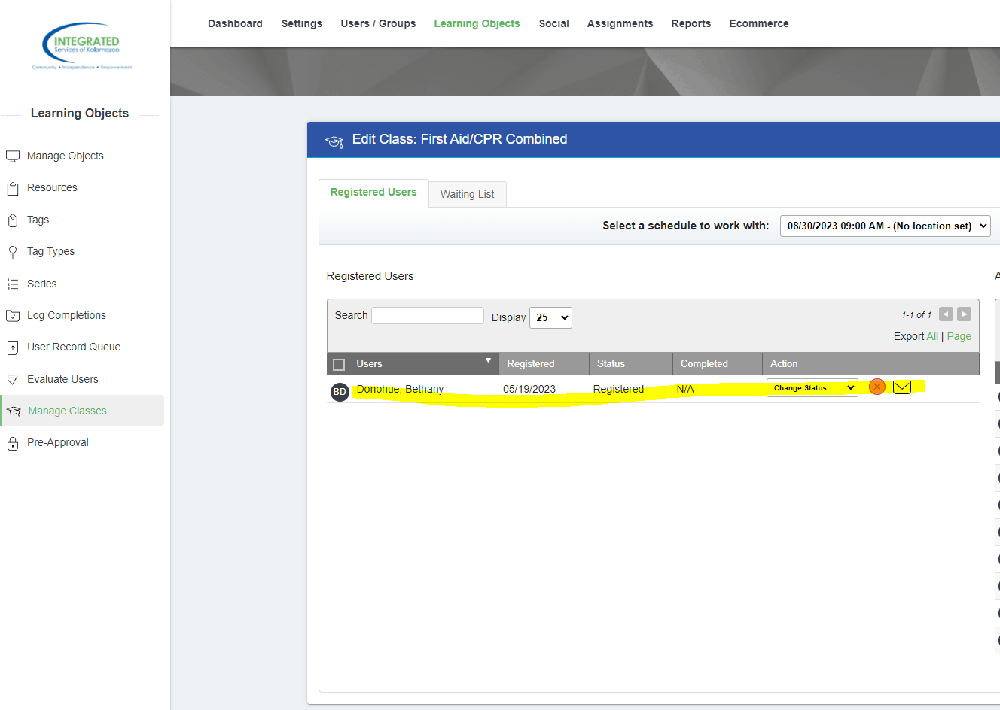 INTEGRATED
Services of Kalamazoo
Community • Independence • Empowerment
Dashboard Settings Users / Groups Learning Objects Social Assignments Reports Ecommerce
Learning Objects
Manage Objects
Resources
Tags
Tag Types
Series
Log Completions
User Record Queue
Evaluate Users
Manage Classes
Pre-Approval
Edit Class: First Aid/CPR Combined
Registered Users Waiting List
Select a schedule to work with: 08/30/2023 09:00 AM - (No location set)
Registered Users
Search Display 25 1-1 of 1
Export All | Page
Users Registered Status Completed Action
BD Donohue, Bethany 05/19/2023 Registered N/A Change Status